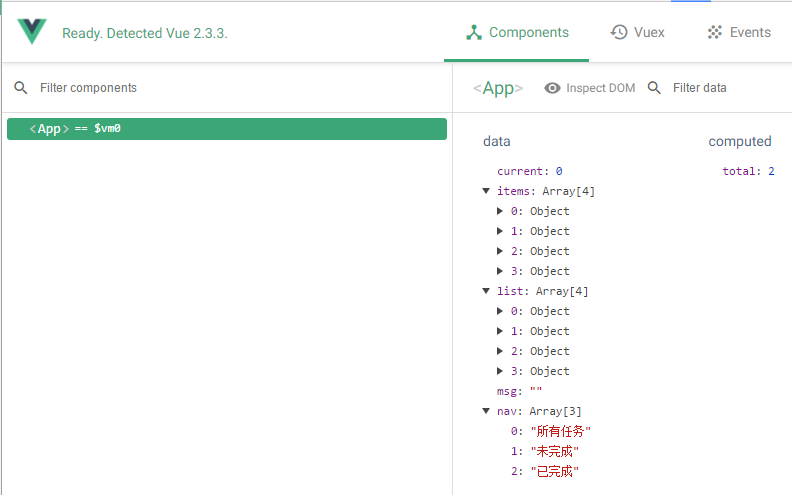 Ready. Detected Vue 2.3.3.
Components
Vuex
Events
Filter components
<App>
Inspect DOM
Filter data
<App> == $vm0
data
computed
current: 0
total: 2
items: Array[4]
0: Object
1: Object
2: Object
3: Object
list: Array[4]
0: Object
1: Object
2: Object
3: Object
msg: ""
nav: Array[3]
0: "所有任务"
1: "未完成"
2: "已完成"